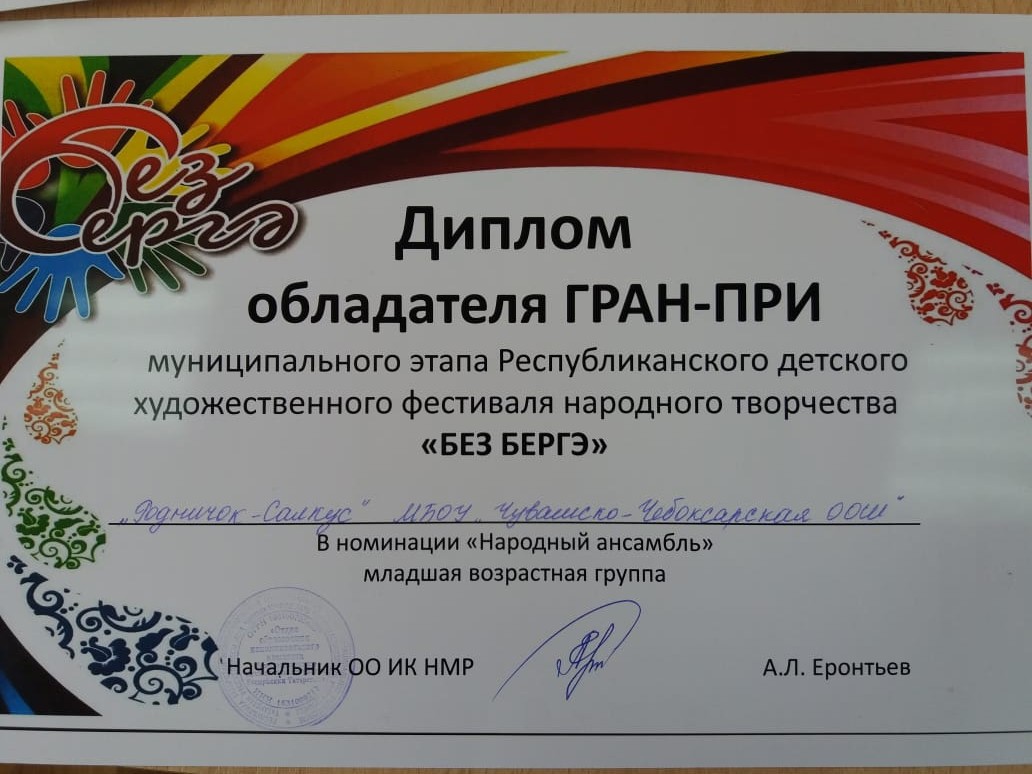 Без
Бергә
Диплом
обладателя ГРАН-ПРИ
муниципального этапа Республиканского детского
художественного фестиваля народного творчества
«БЕЗ БЕРГЭ»
„Родничок-Салкус" МБОУ „Чувашско-Чебоксарская ООШ"
В номинации «Народный ансамбль»
младшая возрастная группа
Начальник ОО ИК НМР А.Л. Еронтьев